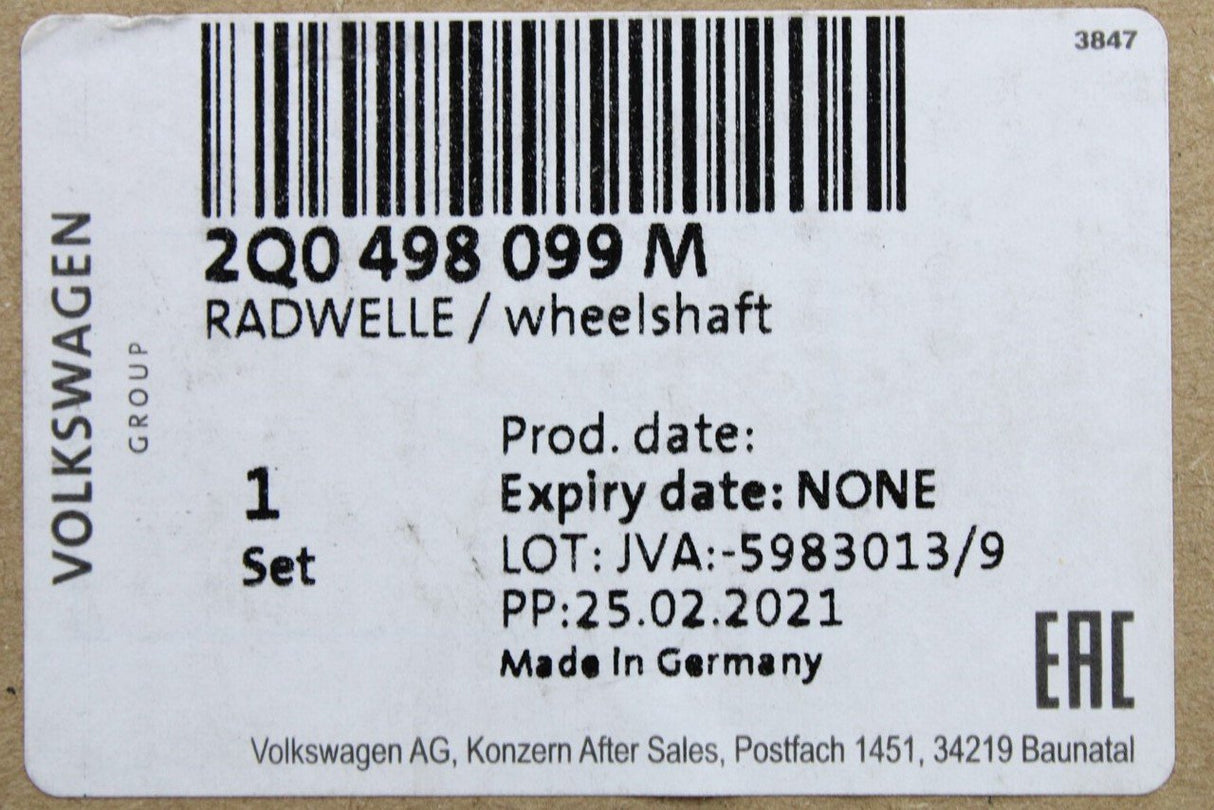 3847
2Q0 498 099 M
RADWELLE / wheelshaft
VOLKSWAGEN
GROUP
1
Set
Prod. date:
Expiry date: NONE
LOT: JVA:-5983013/9
PP:25.02.2021
Made in Germany
EAC
Volkswagen AG, Konzern After Sales, Postfach 1451, 34219 Baunatal